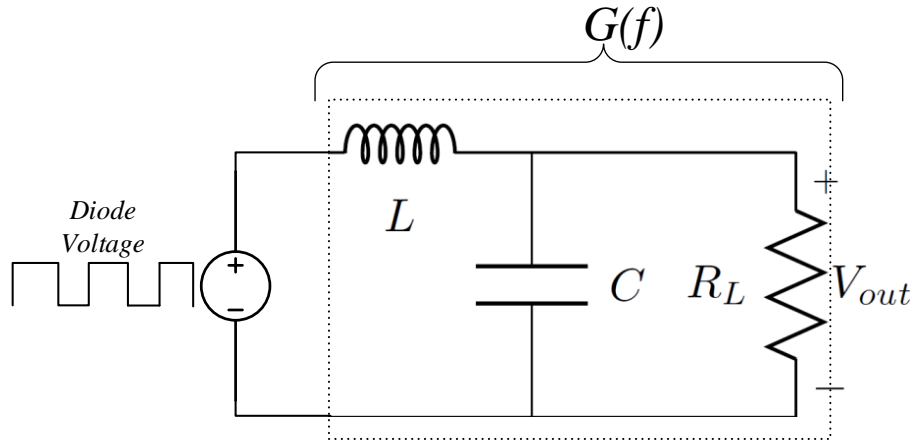 G(f)
Diode
Voltage
+
−
L
C
R_L
+
V_out
−